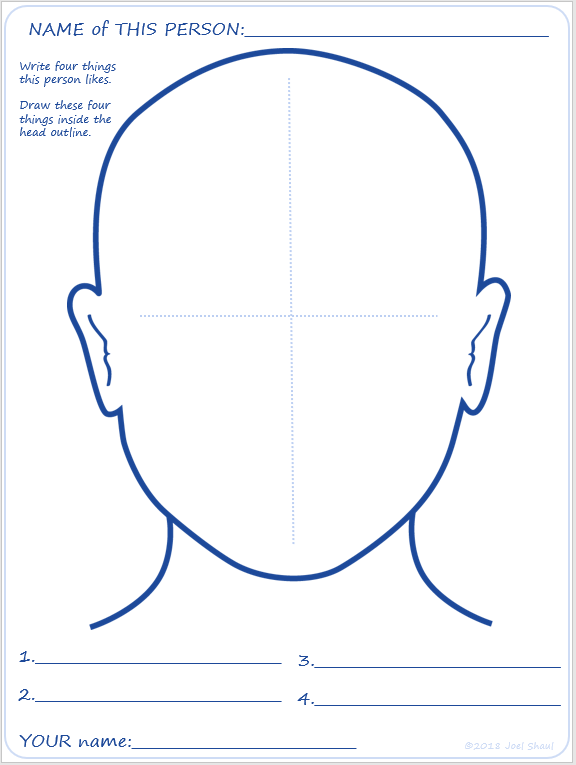 NAME of THIS PERSON:
Write four things
this person likes.
Draw these four
things inside the
head outline.
1.
2.
3.
4.
YOUR name:
©2018 Joel Shaul